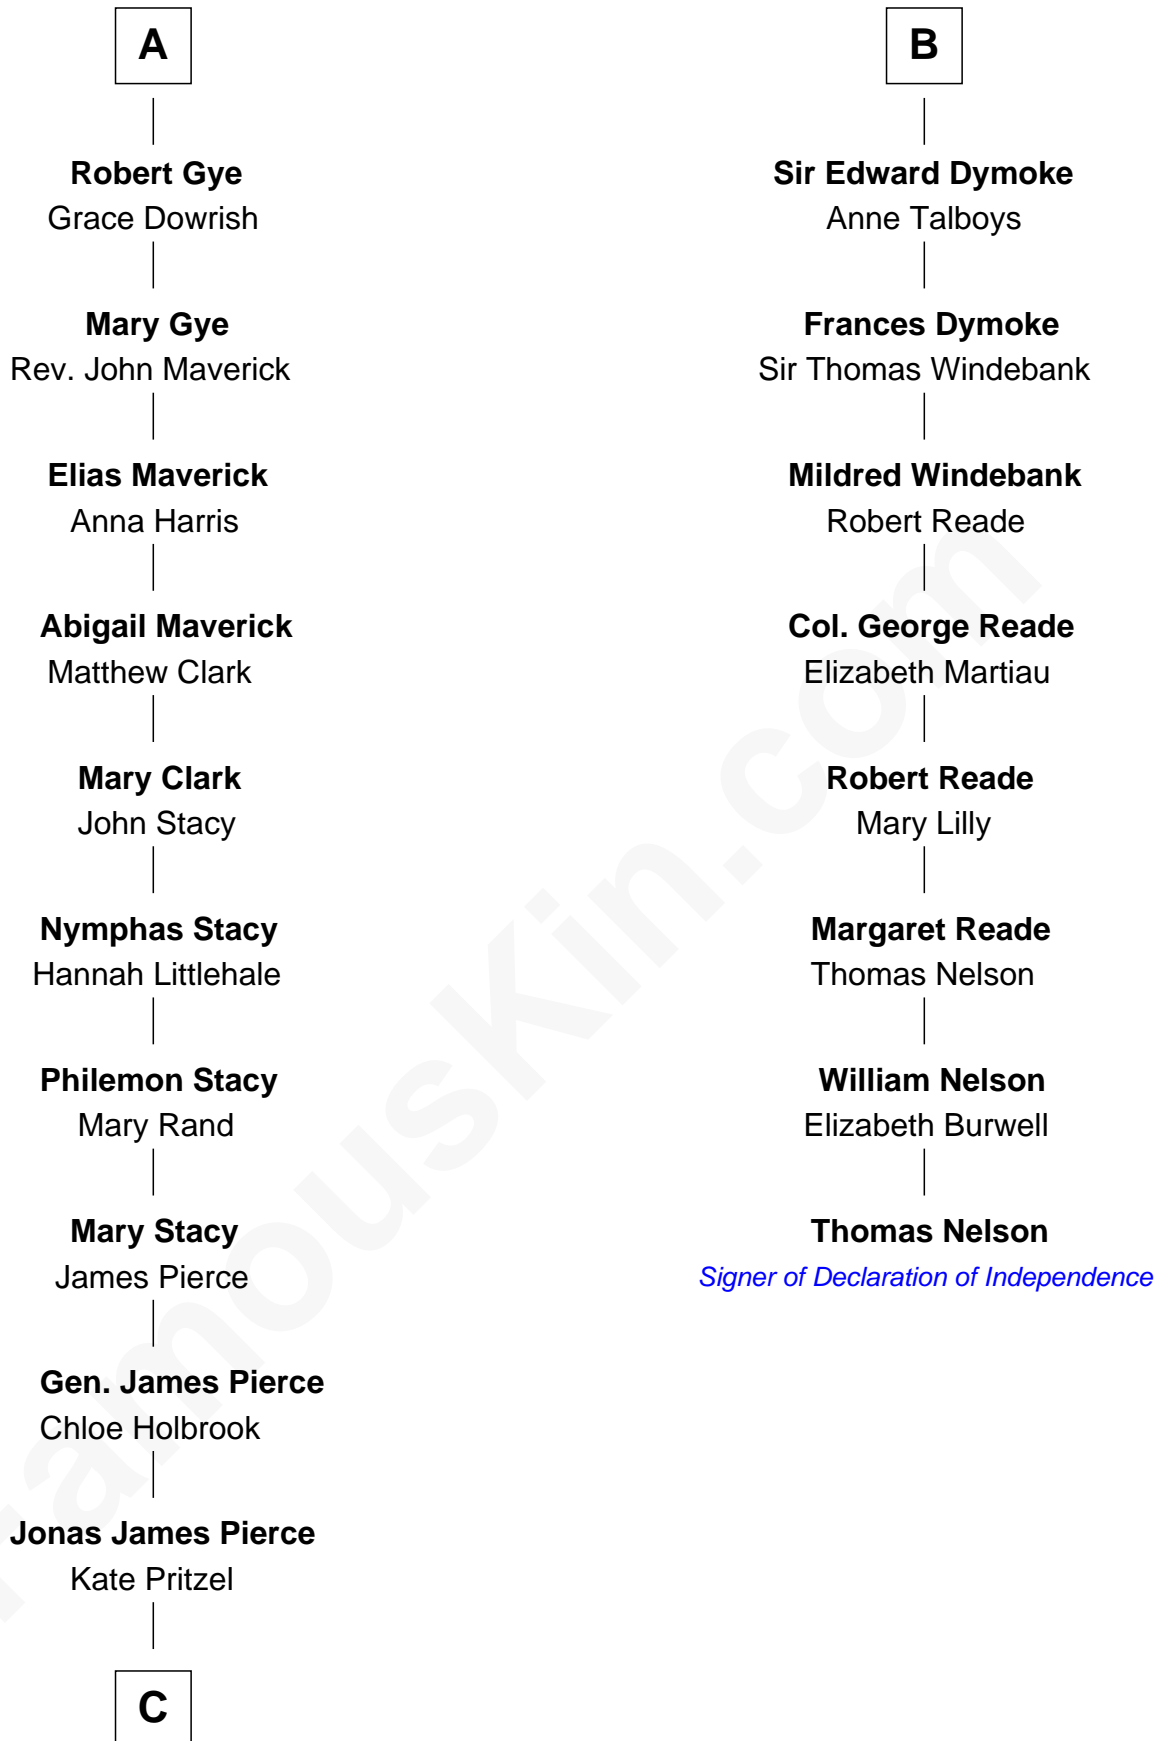 A
Robert Gye
Grace Dowrish
Mary Gye
Rev. John Maverick
Elias Maverick
Anna Harris
Abigail Maverick
Matthew Clark
Mary Clark
John Stacy
Nymphas Stacy
Hannah Littlehale
Philemon Stacy
Mary Rand
Mary Stacy
James Pierce
Gen. James Pierce
Chloe Holbrook
Jonas James Pierce
Kate Pritzel
C
B
Sir Edward Dymoke
Anne Talboys
Frances Dymoke
Sir Thomas Windebank
Mildred Windebank
Robert Reade
Col. George Reade
Elizabeth Martiau
Robert Reade
Mary Lilly
Margaret Reade
Thomas Nelson
William Nelson
Elizabeth Burwell
Thomas Nelson
Signer of Declaration of Independence
FamousKin.com